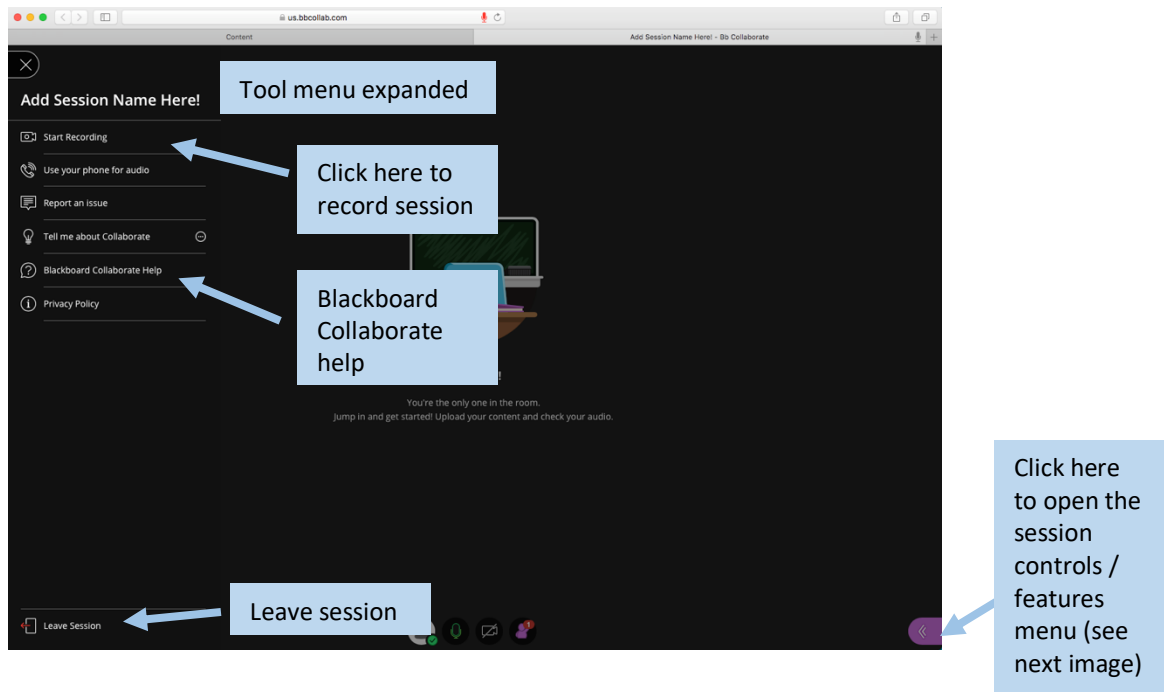 us.bbcollab.com
Content
Add Session Name Here! - Bb Collaborate
Tool menu expanded
Add Session Name Here!
Start Recording
Click here to
record session
Use your phone for audio
Report an issue
Tell me about Collaborate
Blackboard Collaborate Help
Blackboard
Collaborate
help
Privacy Policy
!
You're the only one in the room.
Jump in and get started! Upload your content and check your audio.
Click here
to open the
session
controls /
features
menu (see
next image)
Leave session
Leave Session
1